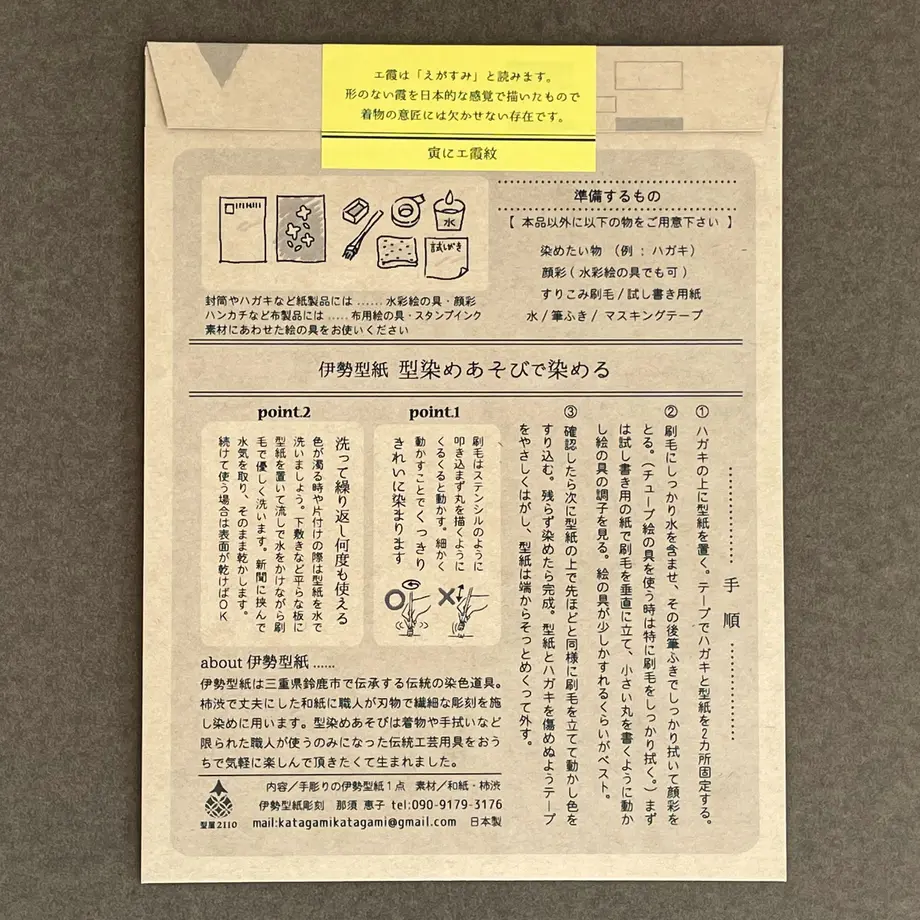 エ霞は「えがすみ」と読みます。
形のない霞を日本的な感覚で描いたもので
着物の意匠には欠かせない存在です。
寅にエ霞紋
水
試しがき
準備するもの
【 本品以外に以下の物をご用意下さい 】
染めたい物 (例 : ハガキ)
顔彩 ( 水彩絵の具でも可 )
すりこみ刷毛 / 試し書き用紙
水 / 筆ふき / マスキングテープ
封筒やハガキなど紙製品には ...... 水彩絵の具・顔彩
ハンカチなど布製品には ..... 布用絵の具・スタンプインク
素材にあわせた絵の具をお使いください
伊勢型紙 型染めあそびで染める
手順
① ハガキの上に型紙を置く。テープでハガキと型紙を2カ所固定する。
② 刷毛にしっかり水を含ませ、その後筆ふきでしっかり拭いて顔彩を
とる。(チューブ絵の具を使う時は特に刷毛をしっかり拭く。)まず
は試し書き用の紙で刷毛を垂直に立て、小さい丸を書くように動か
し絵の具の調子を見る。絵の具が少しかすれるくらいがベスト。
③ 確認したら次に型紙の上で先ほどと同様に刷毛を立てて動かし色を
すり込む。残らず染めたら完成。型紙とハガキを傷めぬようテープ
をやさしくはがし、型紙は端からそっとめくって外す。
point.1
刷毛はステンシルのように
叩き込まず丸を描くように
くるくると動かす。細かく
動かすことでくっきり
きれいに染まります
point.2
洗って繰り返し何度も使える
色が濁る時や片付けの際は型紙を水で
洗いましょう。下敷きなど平らな板に
型紙を置いて流しで水をかけながら刷
毛で優しく洗います。新聞に挟んで
水気を取り、そのまま乾かします。
続けて使う場合は表面が乾けばOK
about 伊勢型紙 ......
伊勢型紙は三重県鈴鹿市で伝承する伝統の染色道具。
柿渋で丈夫にした和紙に職人が刃物で繊細な彫刻を施
し染めに用います。型染めあそびは着物や手拭いなど
限られた職人が使うのみになった伝統工芸用具をおう
ちで気軽に楽しんで頂きたくて生まれました。
内容／手彫りの伊勢型紙1点 素材／和紙・柿渋
伊勢型紙彫刻 那須 恵子 tel:090-9179-3176
mail:katagamikatagami@gmail.com 日本製
型屋2110